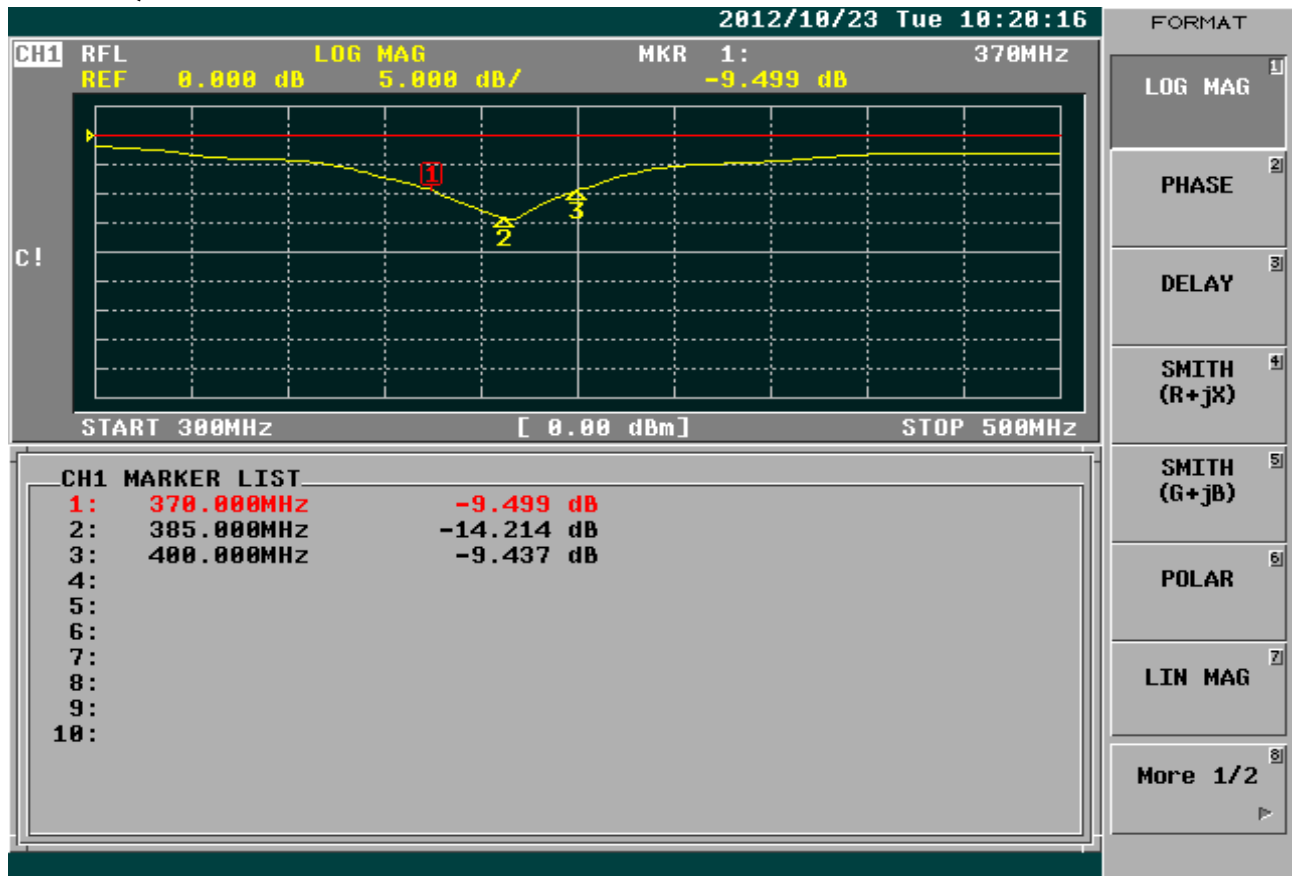 2012/10/23 Tue 10:20:16
CH1 RFL LOG MAG MKR 1: 370MHz
REF 0.000 dB 5.000 dB/ -9.499 dB
1
2
3
C!
START 300MHz [ 0.00 dBm] STOP 500MHz
CH1 MARKER LIST
1: 370.000MHz -9.499 dB
2: 385.000MHz -14.214 dB
3: 400.000MHz -9.437 dB
4:
5:
6:
7:
8:
9:
10:
FORMAT
LOG MAG 1
PHASE 2
DELAY 3
SMITH 4
(R+jX)
SMITH 5
(G+jB)
POLAR 6
LIN MAG 7
More 1/2 8